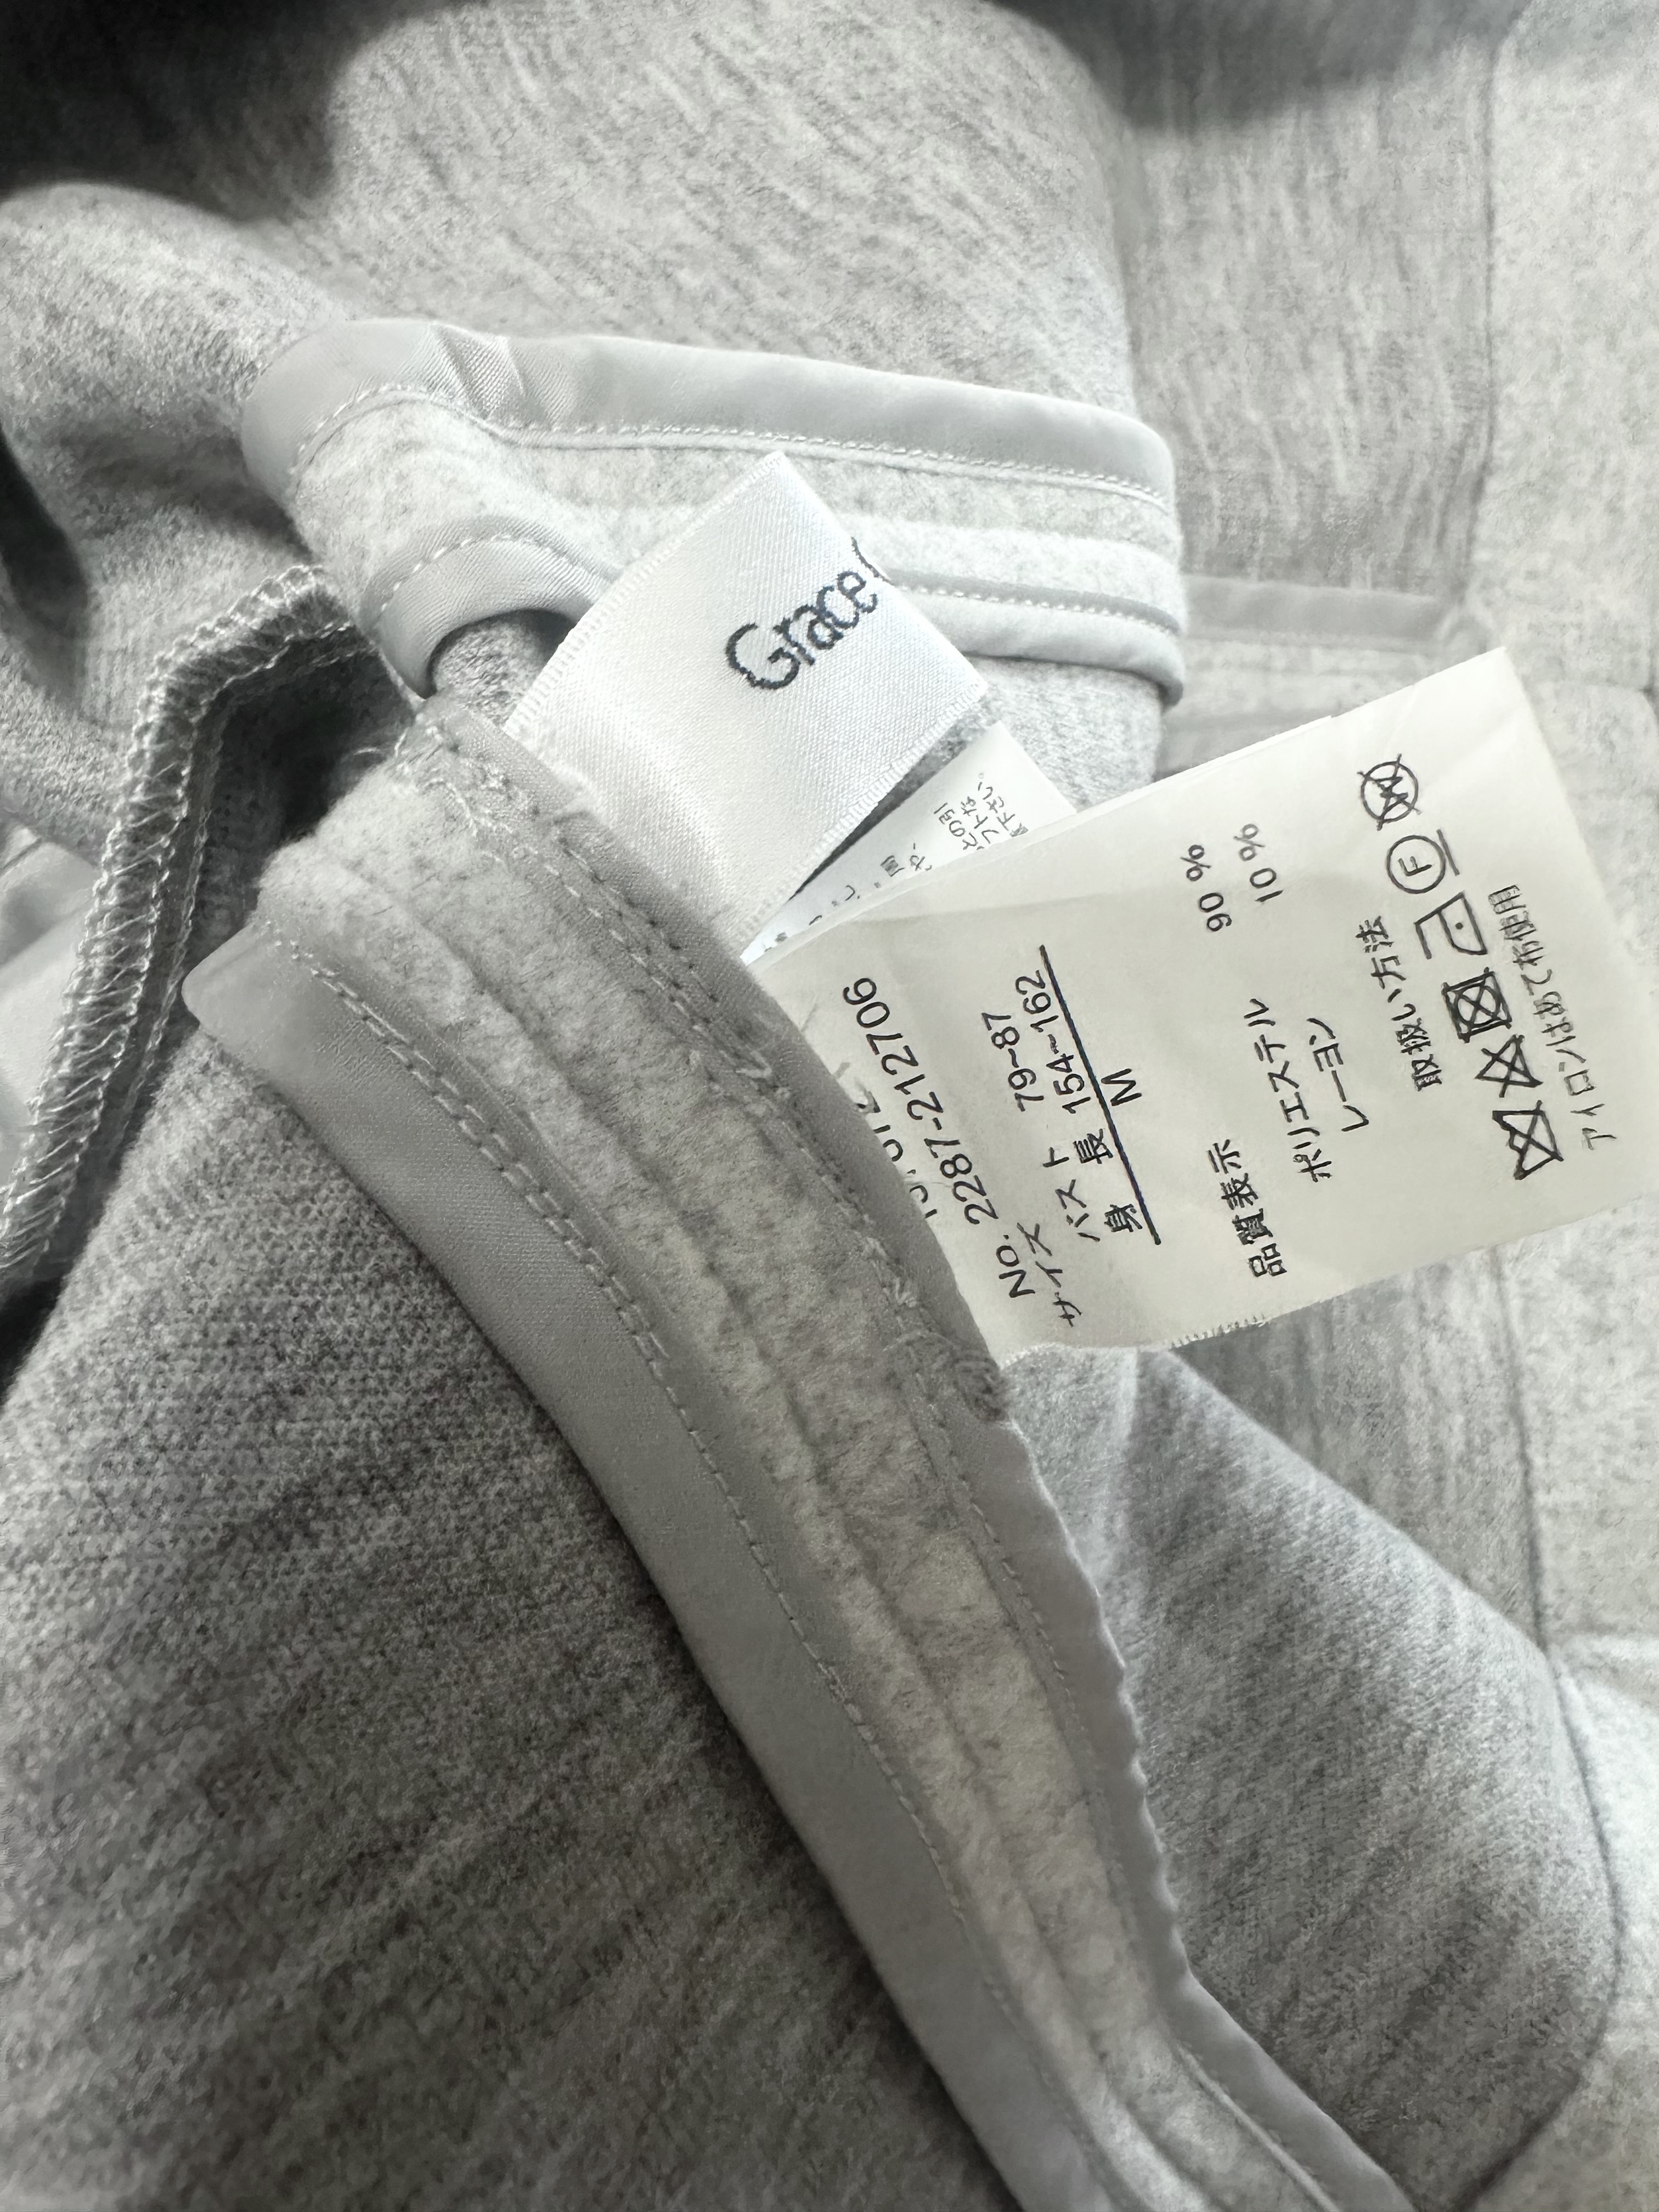 Grace
No. 2287-212706
サイズ
バスト 79~87
身 長 154~162
M
品質表示
ポリエステル 90%
レーヨン 10%
取扱い方法
F
W
アイロンはあて布使用